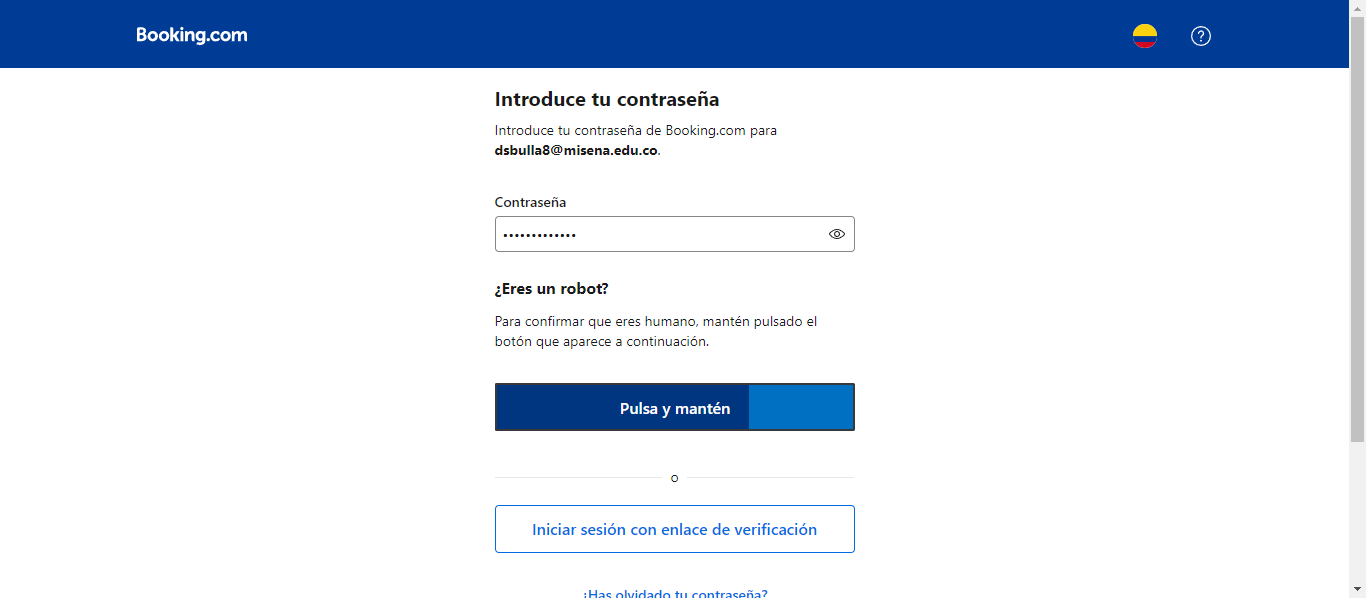 Booking.com
Introduce tu contraseña
Introduce tu contraseña de Booking.com para
dsbulla8@misena.edu.co.
Contraseña
•••••••••••••
¿Eres un robot?
Para confirmar que eres humano, mantén pulsado el
botón que aparece a continuación.
Pulsa y mantén
o
Iniciar sesión con enlace de verificación
¿Has olvidado tu contraseña?